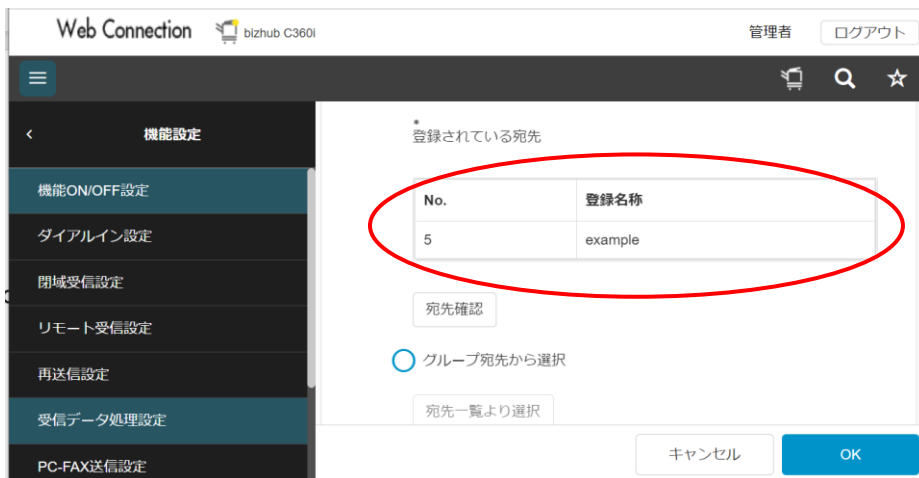 Web Connection bizhub C360i 管理者 ログアウト
機能設定
機能ON/OFF設定
ダイアルイン設定
閉域受信設定
リモート受信設定
再送信設定
受信データ処理設定
PC-FAX送信設定
*
登録されている宛先
No. 登録名称
5 example
宛先確認
グループ宛先から選択
宛先一覧より選択
キャンセル OK